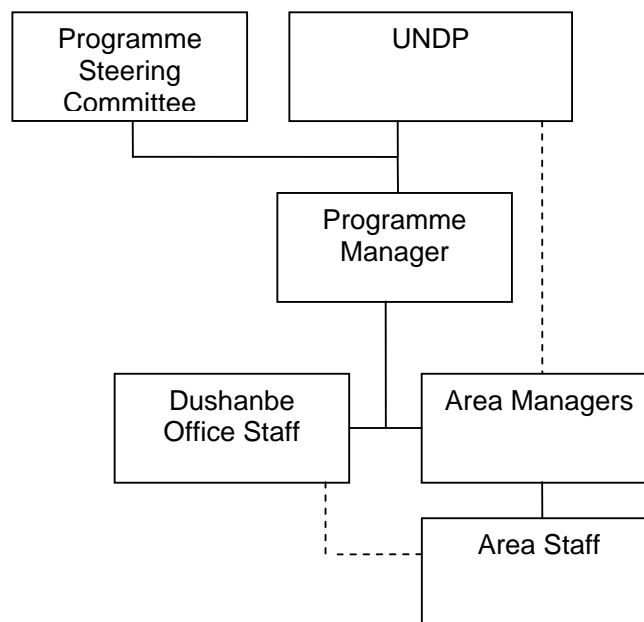 Programme
Steering
Committee
UNDP
Programme
Manager
Dushanbe
Office Staff
Area Managers
Area Staff